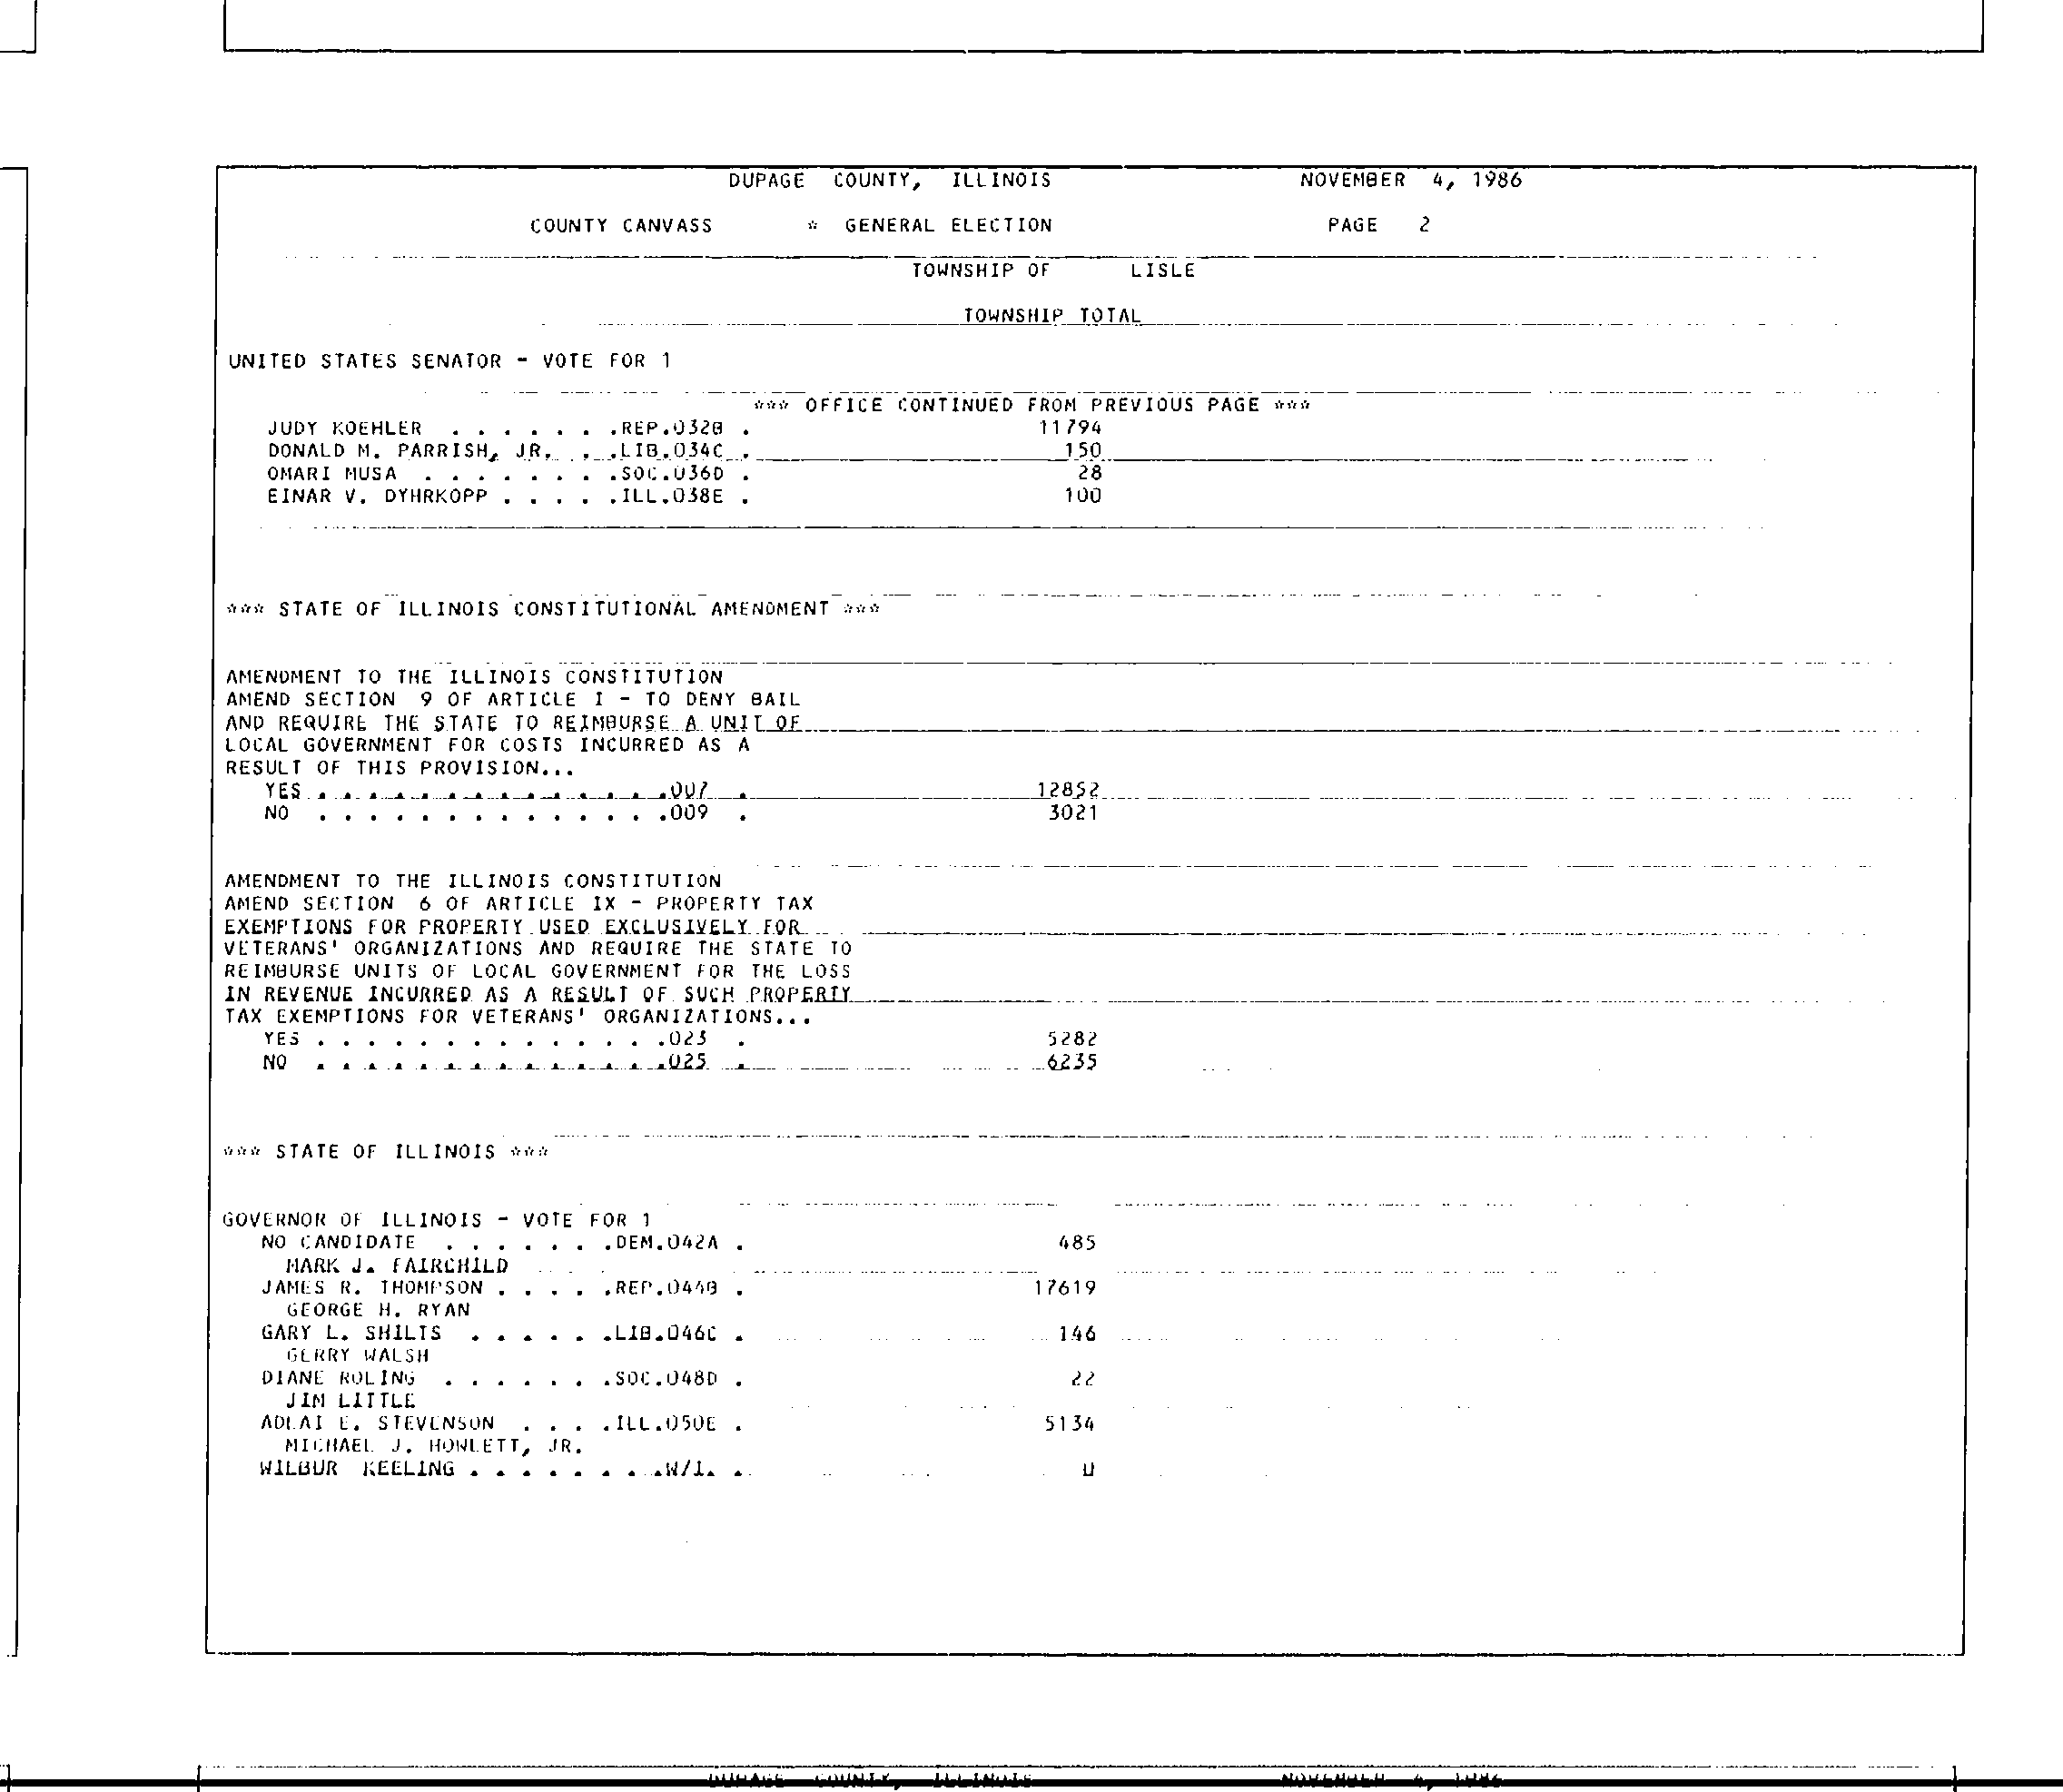 DUPAGE COUNTY, ILLINOIS NOVEMBER 4, 1986
COUNTY CANVASS * GENERAL ELECTION PAGE 2
TOWNSHIP OF LISLE
TOWNSHIP TOTAL
UNITED STATES SENATOR - VOTE FOR 1
*** OFFICE CONTINUED FROM PREVIOUS PAGE ***
JUDY KOEHLER . . . . . . .REP.032B . 11794
DONALD M. PARRISH, JR. . .LIB.034C . 150
OMARI MUSA . . . . . . . .SOC.036D . 28
EINAR V. DYHRKOPP . . . . .ILL.038E . 100
*** STATE OF ILLINOIS CONSTITUTIONAL AMENDMENT ***
AMENDMENT TO THE ILLINOIS CONSTITUTION
AMEND SECTION 9 OF ARTICLE I - TO DENY BAIL
AND REQUIRE THE STATE TO REIMBURSE A UNIT OF
LOCAL GOVERNMENT FOR COSTS INCURRED AS A
RESULT OF THIS PROVISION...
YES . . . . . . . . . . . . . .007 . 12852
NO . . . . . . . . . . . . . .009 . 3021
AMENDMENT TO THE ILLINOIS CONSTITUTION
AMEND SECTION 6 OF ARTICLE IX - PROPERTY TAX
EXEMPTIONS FOR PROPERTY USED EXCLUSIVELY FOR
VETERANS' ORGANIZATIONS AND REQUIRE THE STATE TO
REIMBURSE UNITS OF LOCAL GOVERNMENT FOR THE LOSS
IN REVENUE INCURRED AS A RESULT OF SUCH PROPERTY
TAX EXEMPTIONS FOR VETERANS' ORGANIZATIONS...
YES . . . . . . . . . . . . . .023 . 5282
NO . . . . . . . . . . . . . .025 . 6235
*** STATE OF ILLINOIS ***
GOVERNOR OF ILLINOIS - VOTE FOR 1
NO CANDIDATE . . . . . . .DEM.042A . 485
MARK J. FAIRCHILD
JAMES R. THOMPSON . . . . .REP.044B . 17619
GEORGE H. RYAN
GARY L. SHILTS . . . . . .LIB.046C . 146
GERRY WALSH
DIANE ROLING . . . . . . .SOC.048D . 22
JIM LITTLE
ADLAI E. STEVENSON . . . .ILL.050E . 5134
MICHAEL J. HOWLETT, JR.
WILBUR KEELING . . . . . . . .W/I. . 0
DUPAGE COUNTY, ILLINOIS NOVEMBER 4, 1986